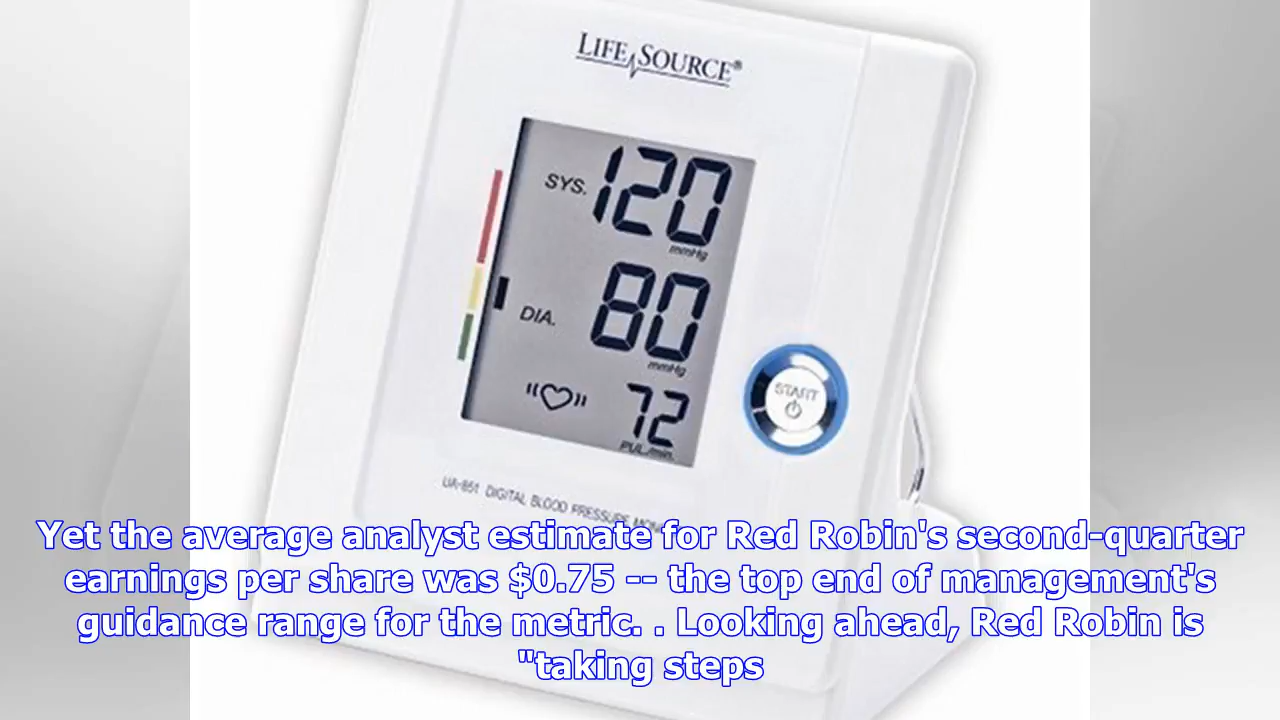 LIFE SOURCE®
SYS. 120
mmHg
DIA. 80
mmHg
72
PUL./min.
START
UA-851 DIGITAL BLOOD PRESSURE
Yet the average analyst estimate for Red Robin's second-quarter
earnings per share was $0.75 -- the top end of management's
guidance range for the metric. . Looking ahead, Red Robin is
"taking steps